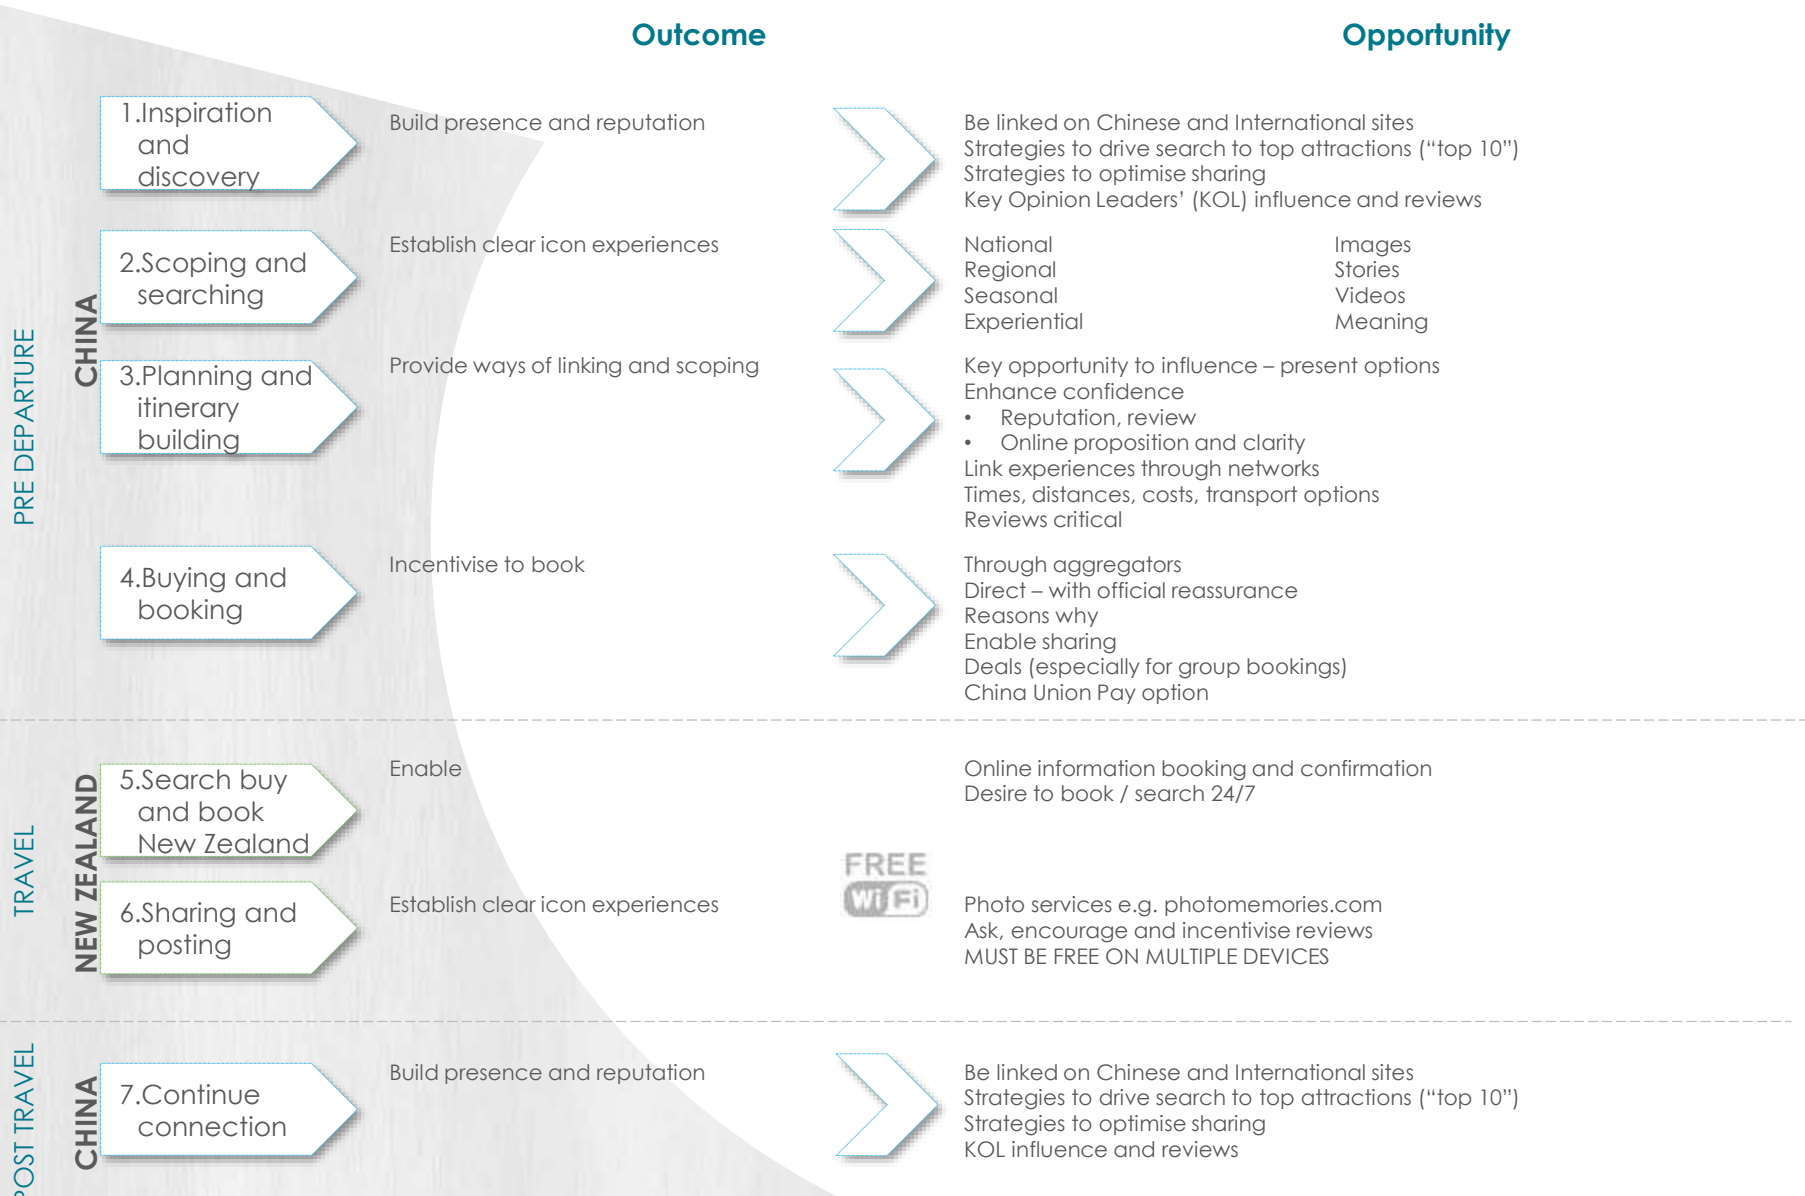 Outcome
Opportunity
PRE DEPARTURE
CHINA
1.Inspiration
and
discovery
Build presence and reputation
Be linked on Chinese and International sites
Strategies to drive search to top attractions (“top 10”)
Strategies to optimise sharing
Key Opinion Leaders’ (KOL) influence and reviews
2.Scoping and
searching
Establish clear icon experiences
National
Regional
Seasonal
Experiential
Images
Stories
Videos
Meaning
3.Planning and
itinerary
building
Provide ways of linking and scoping
Key opportunity to influence – present options
Enhance confidence
• Reputation, review
• Online proposition and clarity
Link experiences through networks
Times, distances, costs, transport options
Reviews critical
4.Buying and
booking
Incentivise to book
Through aggregators
Direct – with official reassurance
Reasons why
Enable sharing
Deals (especially for group bookings)
China Union Pay option
TRAVEL
NEW ZEALAND
5.Search buy
and book
New Zealand
Enable
Online information booking and confirmation
Desire to book / search 24/7
FREE
WiFi
6.Sharing and
posting
Establish clear icon experiences
Photo services e.g. photomemories.com
Ask, encourage and incentivise reviews
MUST BE FREE ON MULTIPLE DEVICES
POST TRAVEL
CHINA
7.Continue
connection
Build presence and reputation
Be linked on Chinese and International sites
Strategies to drive search to top attractions (“top 10”)
Strategies to optimise sharing
KOL influence and reviews